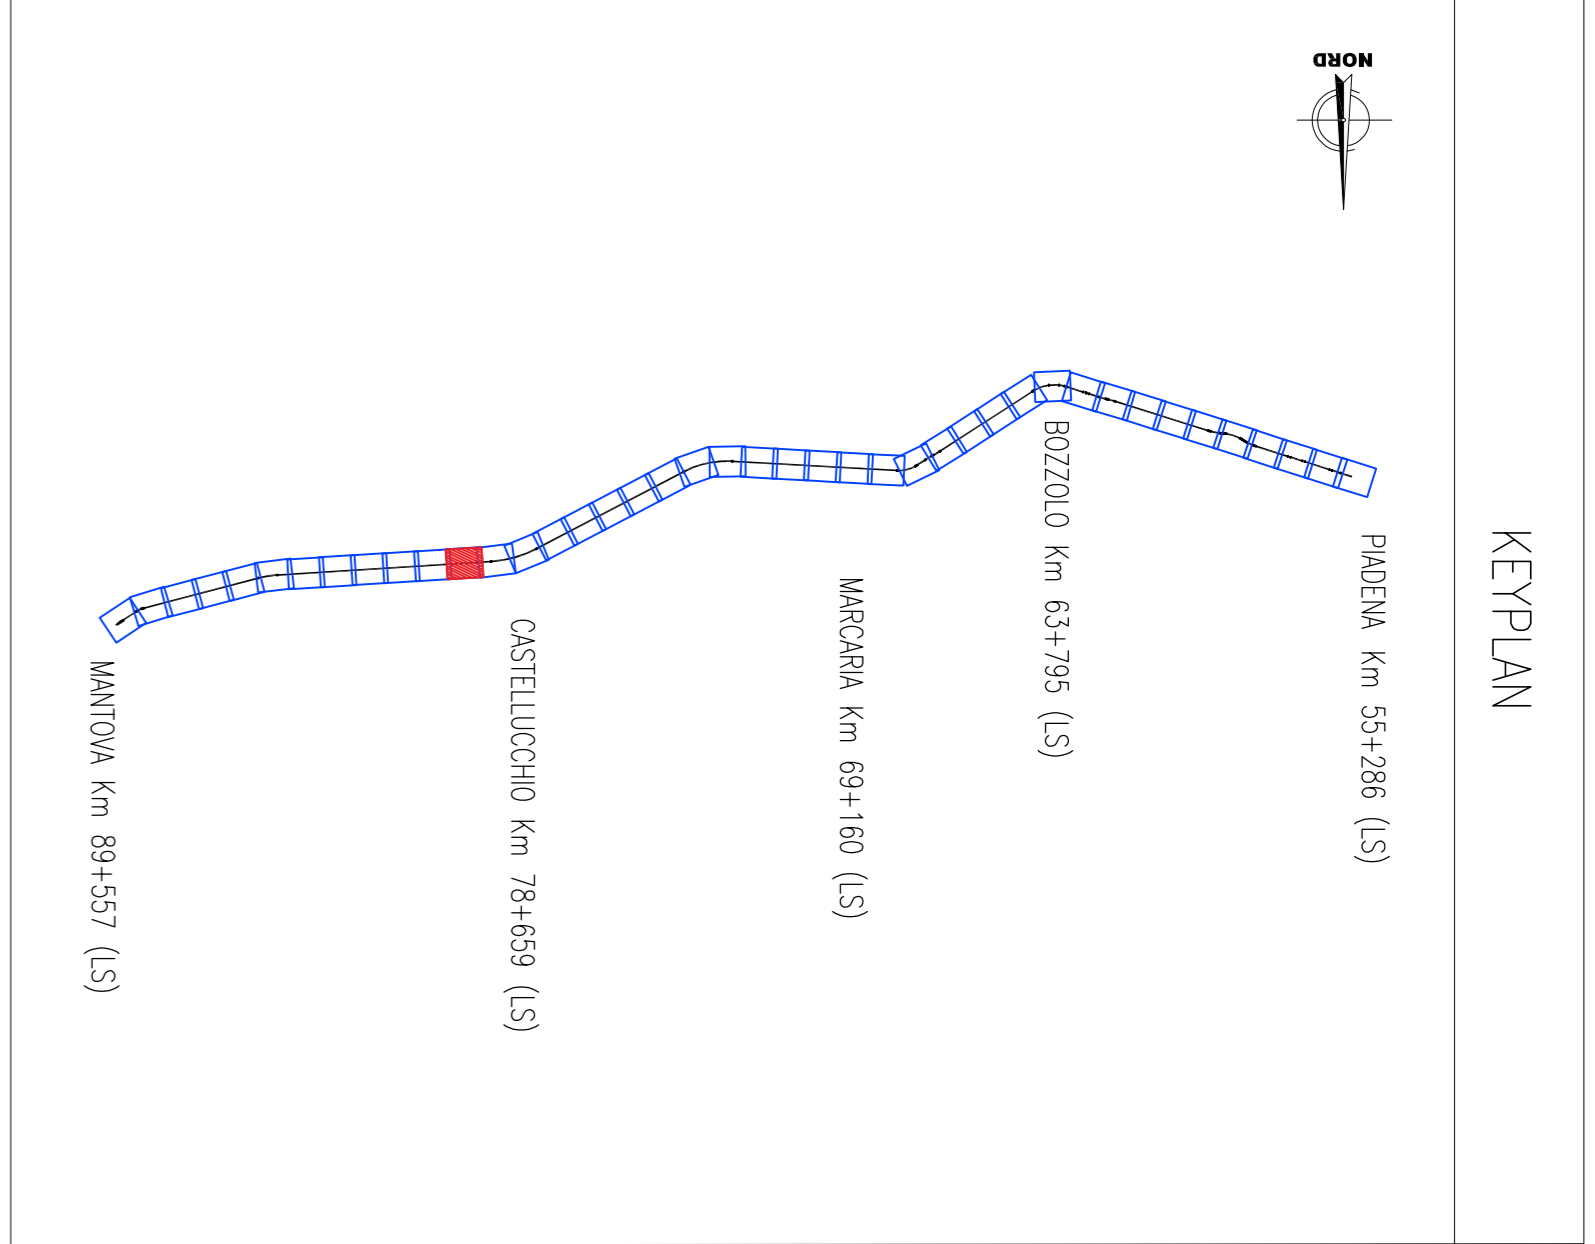 KEYPLAN
NORD
PIADENA Km 55+286 (LS)
BOZZOLO Km 63+795 (LS)
MARCARIA Km 69+160 (LS)
CASTELLUCCHIO Km 78+659 (LS)
MANTOVA Km 89+557 (LS)